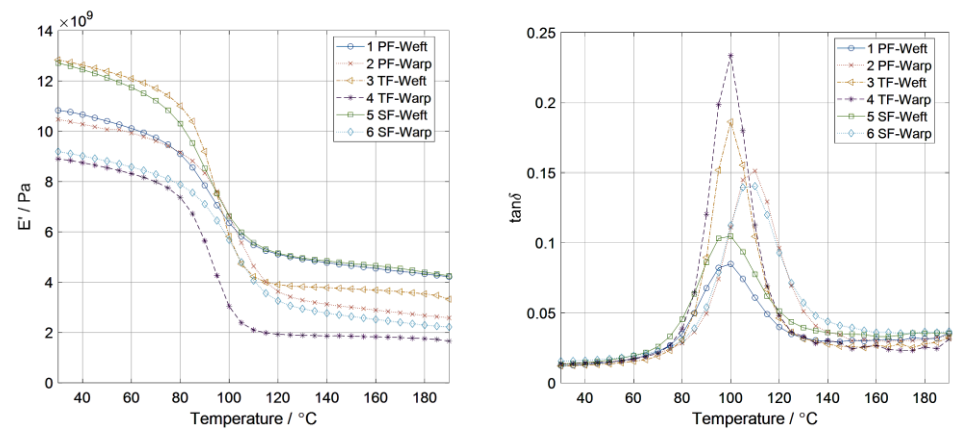 ×10⁹
14
12
10
8
6
4
2
0
E' / Pa
40 60 80 100 120 140 160 180
Temperature / °C
1 PF-Weft
2 PF-Warp
3 TF-Weft
4 TF-Warp
5 SF-Weft
6 SF-Warp
0.25
0.2
0.15
0.1
0.05
0
tanδ
40 60 80 100 120 140 160 180
Temperature / °C
1 PF-Weft
2 PF-Warp
3 TF-Weft
4 TF-Warp
5 SF-Weft
6 SF-Warp